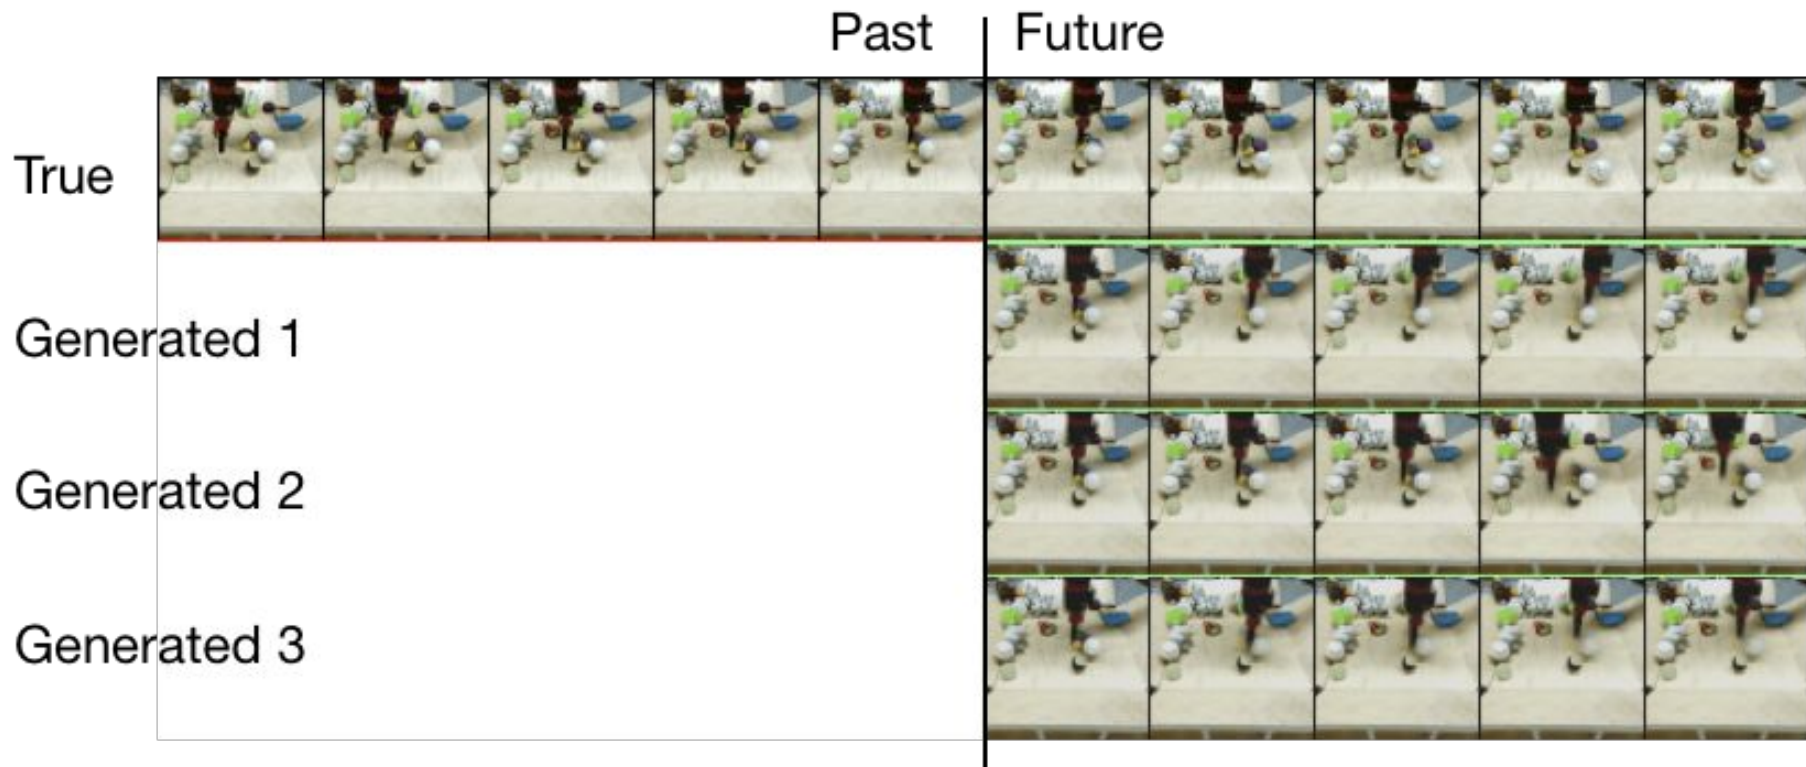 Past
Future
True
Generated 1
Generated 2
Generated 3